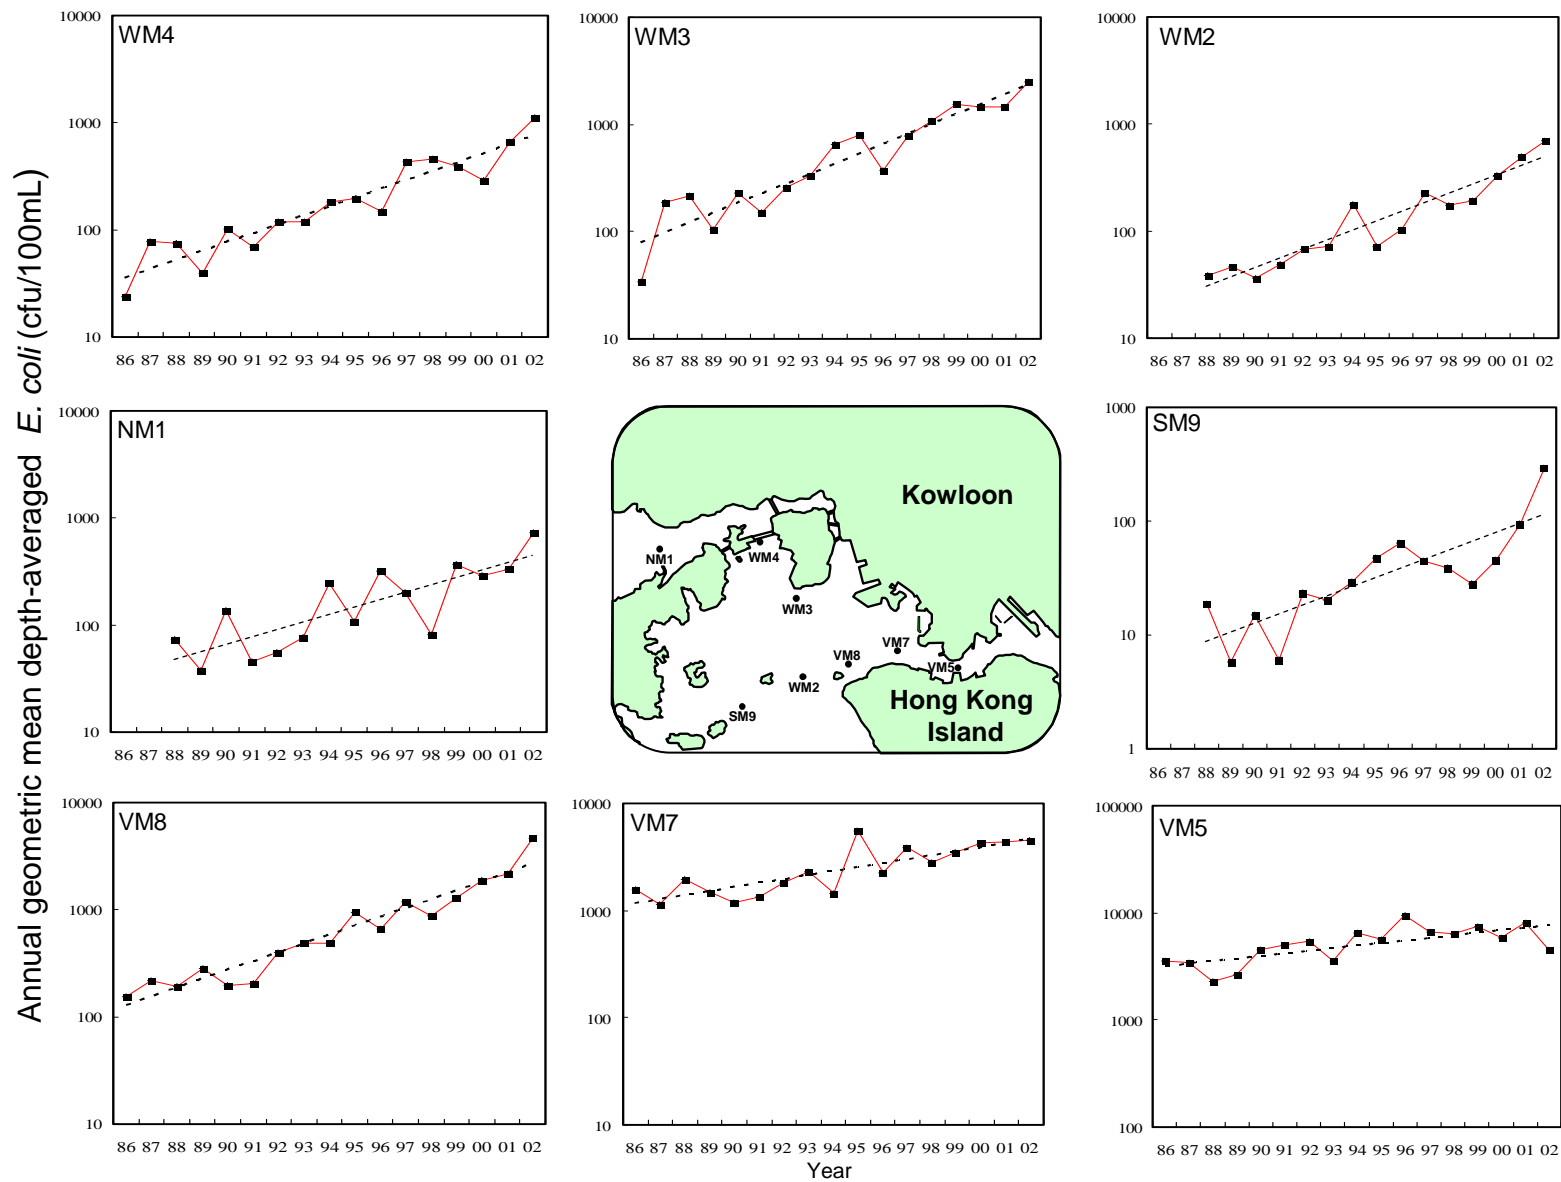 Annual geometric mean depth-averaged E. coli (cfu/100mL)
WM4
10000
1000
100
10
86 87 88 89 90 91 92 93 94 95 96 97 98 99 00 01 02
WM3
10000
1000
100
10
86 87 88 89 90 91 92 93 94 95 96 97 98 99 00 01 02
WM2
10000
1000
100
10
86 87 88 89 90 91 92 93 94 95 96 97 98 99 00 01 02
NM1
10000
1000
100
10
86 87 88 89 90 91 92 93 94 95 96 97 98 99 00 01 02
Kowloon
NM1
WM4
WM3
VM7
VM8
VM5
WM2
SM9
Hong Kong
Island
SM9
1000
100
10
1
86 87 88 89 90 91 92 93 94 95 96 97 98 99 00 01 02
VM8
10000
1000
100
10
86 87 88 89 90 91 92 93 94 95 96 97 98 99 00 01 02
VM7
10000
1000
100
10
86 87 88 89 90 91 92 93 94 95 96 97 98 99 00 01 02
Year
VM5
100000
10000
1000
100
86 87 88 89 90 91 92 93 94 95 96 97 98 99 00 01 02